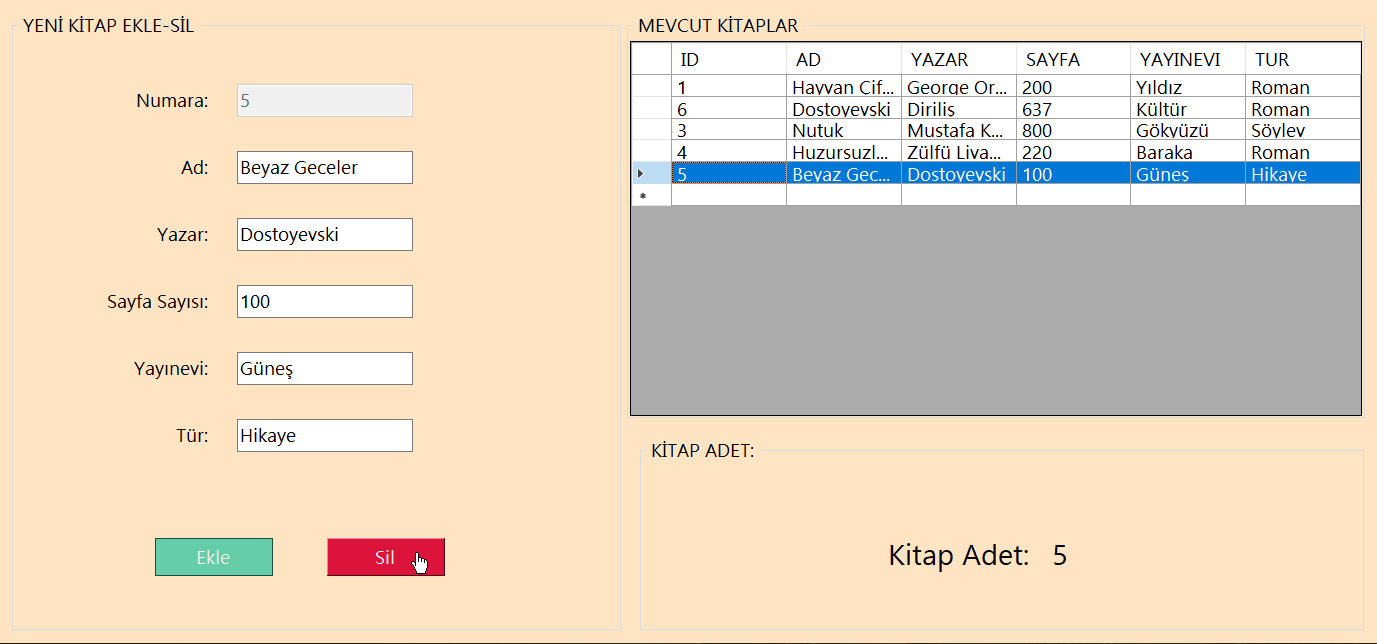 YENİ KİTAP EKLE-SİL
Numara: 5
Ad: Beyaz Geceler
Yazar: Dostoyevski
Sayfa Sayısı: 100
Yayınevi: Güneş
Tür: Hikaye
Ekle Sil
MEVCUT KİTAPLAR
ID AD YAZAR SAYFA YAYINEVI TUR
1 Hayvan Çif... George Or... 200 Yıldız Roman
6 Dostoyevski Diriliş 637 Kültür Roman
3 Nutuk Mustafa K... 800 Gökyüzü Söylev
4 Huzursuzl... Zülfü Liva... 220 Baraka Roman
5 Beyaz Gec... Dostoyevski 100 Güneş Hikaye
KİTAP ADET:
Kitap Adet: 5